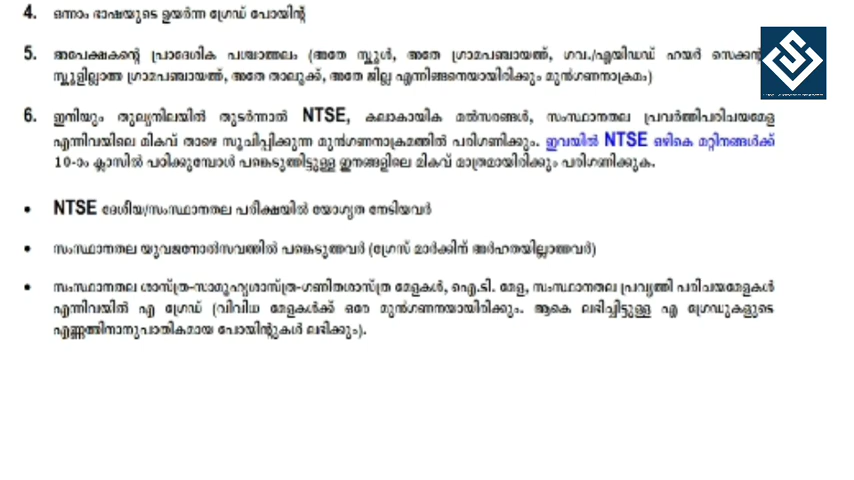 4. ഒന്നാം ഭാഷയുടെ ഉയർന്ന ഗ്രേഡ് പോയിന്റ്
5. അപേക്ഷകന്റെ പ്രാദേശിക പശ്ചാത്തലം (അതേ സ്കൂൾ, അതേ ഗ്രാമപഞ്ചായത്ത്, ഗവ./എയിഡഡ് ഹയർ സെക്കന്
സ്കൂളില്ലാത്ത ഗ്രാമപഞ്ചായത്ത്, അതേ താലൂക്ക്, അതേ ജില്ല എന്നിങ്ങനെയായിരിക്കും മുൻഗണനാക്രമം)
6. ഇനിയും തുല്യനിലയിൽ തുടർന്നാൽ NTSE, കലാകായിക മൽസരങ്ങൾ, സംസ്ഥാനതല പ്രവർത്തിപരിചയമേള
എന്നിവയിലെ മികവ് താഴെ സൂചിപ്പിക്കുന്ന മുൻഗണനാക്രമത്തിൽ പരിഗണിക്കും. ഇവയിൽ NTSE ഒഴികെ മറ്റിനങ്ങൾക്ക്
10-ാം ക്ലാസിൽ പഠിക്കുമ്പോൾ പങ്കെടുത്തിട്ടുള്ള ഇനങ്ങളിലെ മികവ് മാത്രമായിരിക്കും പരിഗണിക്കുക.
• NTSE ദേശീയ/സംസ്ഥാനതല പരീക്ഷയിൽ യോഗ്യത നേടിയവർ
• സംസ്ഥാനതല യുവജനോൽസവത്തിൽ പങ്കെടുത്തവർ (ഗ്രേസ് മാർക്കിന് അർഹതയില്ലാത്തവർ)
• സംസ്ഥാനതല ശാസ്ത്ര-സാമൂഹ്യശാസ്ത്ര-ഗണിതശാസ്ത്ര മേളകൾ, ഐ.ടി. മേള, സംസ്ഥാനതല പ്രവൃത്തി പരിചയമേളകൾ
എന്നിവയിൽ എ ഗ്രേഡ് (വിവിധ മേളകൾക്ക് ഒരേ മുൻഗണനയായിരിക്കും. ആകെ ലഭിച്ചിട്ടുള്ള എ ഗ്രേഡുകളുടെ
എണ്ണത്തിനാനുപാതികമായ പോയിന്റുകൾ ലഭിക്കും).